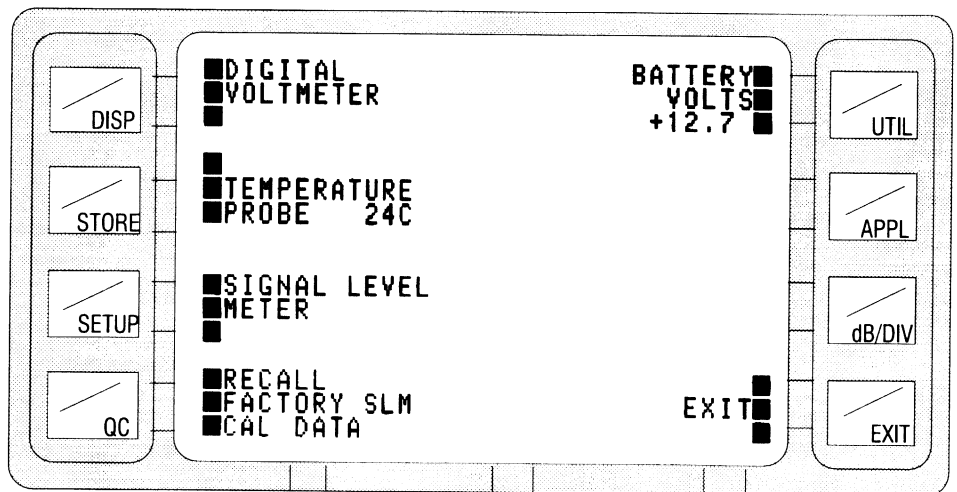 DISP
STORE
SETUP
QC
DIGITAL
VOLTMETER
TEMPERATURE
PROBE 24C
SIGNAL LEVEL
METER
RECALL
FACTORY SLM
CAL DATA
BATTERY
VOLTS
+12.7
EXIT
UTIL
APPL
dB/DIV
EXIT